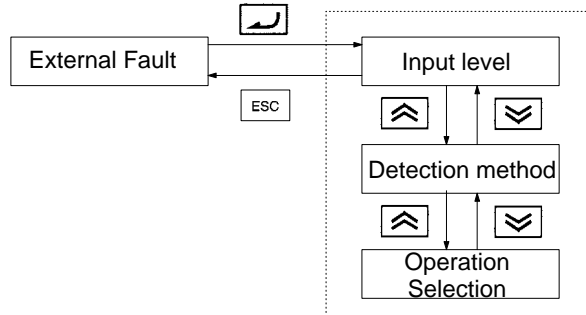 External Fault
Input level
ESC
Detection method
Operation
Selection